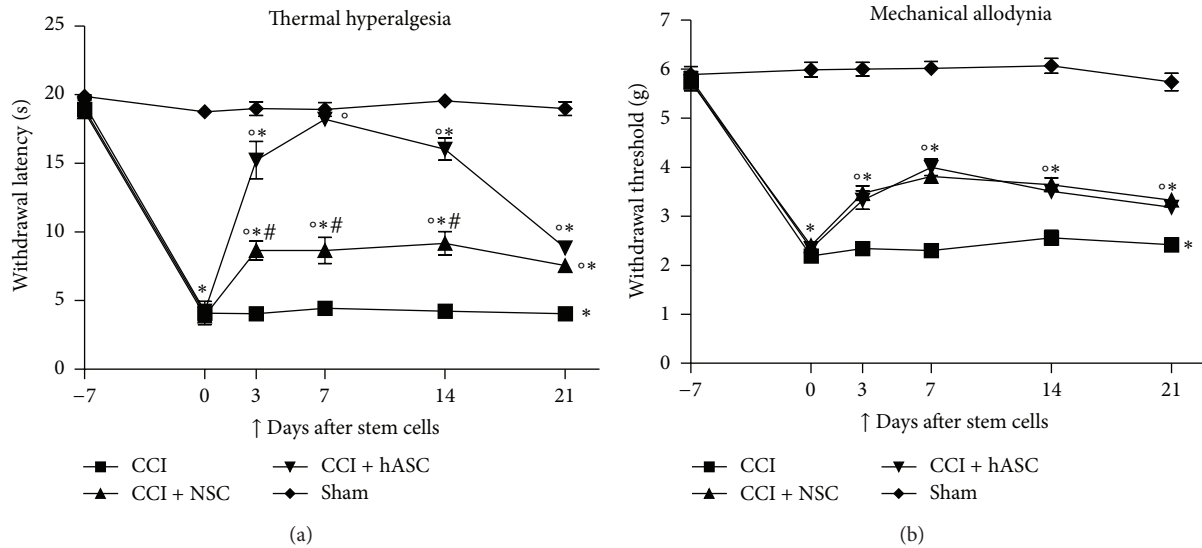 Thermal hyperalgesia
25
20
15
10
5
0
Withdrawal latency (s)
*
∘*
∘
∘*
∘*
∘*#
∘*#
∘*#
∘*
*
−7 0 3 7 14 21
↑ Days after stem cells
CCI
CCI + NSC
CCI + hASC
Sham
(a)
Mechanical allodynia
7
6
5
4
3
2
1
0
Withdrawal threshold (g)
*
∘*
∘*
∘*
∘*
*
−7 0 3 7 14 21
↑ Days after stem cells
CCI
CCI + NSC
CCI + hASC
Sham
(b)